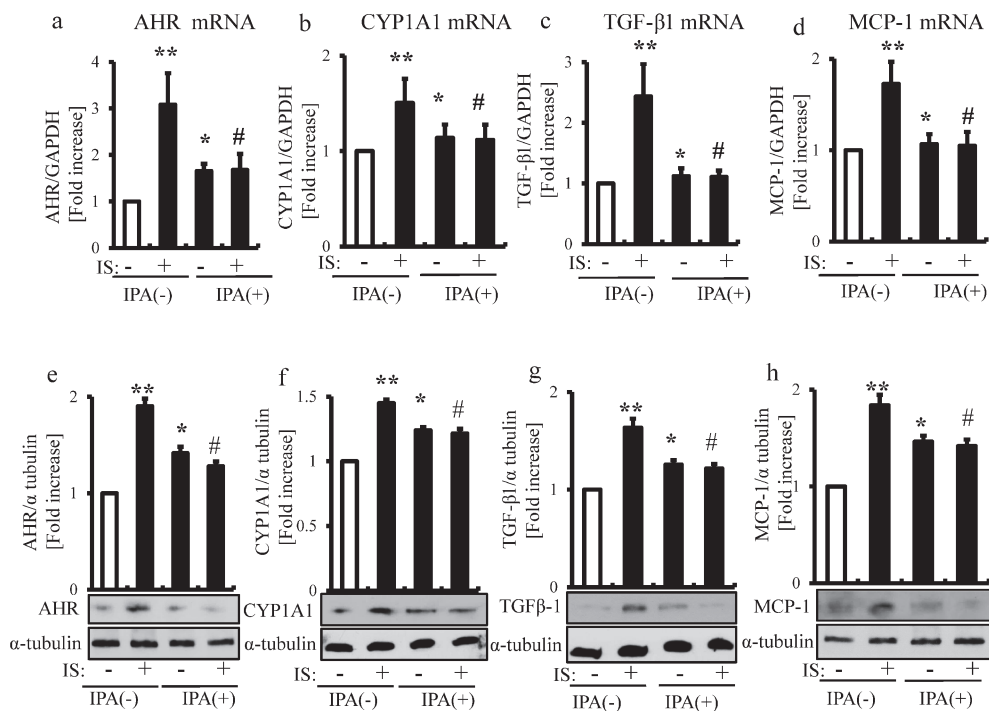 a AHR mRNA
AHR/GAPDH
[Fold increase]
4
3
2
1
0
** * #
IS: - + - +
IPA(-) IPA(+)
b CYP1A1 mRNA
CYP1A1/GAPDH
[Fold increase]
2
1
0
** * #
- + - +
IPA(-) IPA(+)
c TGF-β1 mRNA
TGF-β1/GAPDH
[Fold increase]
3
2
1
0
** * #
IS: - + - +
IPA(-) IPA(+)
d MCP-1 mRNA
MCP-1/GAPDH
[Fold increase]
2
1
0
** * #
IS: - + - +
IPA(-) IPA(+)
e
AHR/α tubulin
[Fold increase]
2
1
0
** * #
AHR
α-tubulin
IS: - + - +
IPA(-) IPA(+)
f
CYP1A1/α tubulin
[Fold increase]
1.5
1
0.5
0
** * #
CYP1A1
α-tubulin
IS: - + - +
IPA(-) IPA(+)
g
TGF-β1/α tubulin
[Fold increase]
2
1
0
** * #
TGFβ-1
α-tubulin
IS: - + - +
IPA(-) IPA(+)
h
MCP-1/α tubulin
[Fold increase]
2
1
0
** * #
MCP-1
α-tubulin
IS: - + - +
IPA(-) IPA(+)